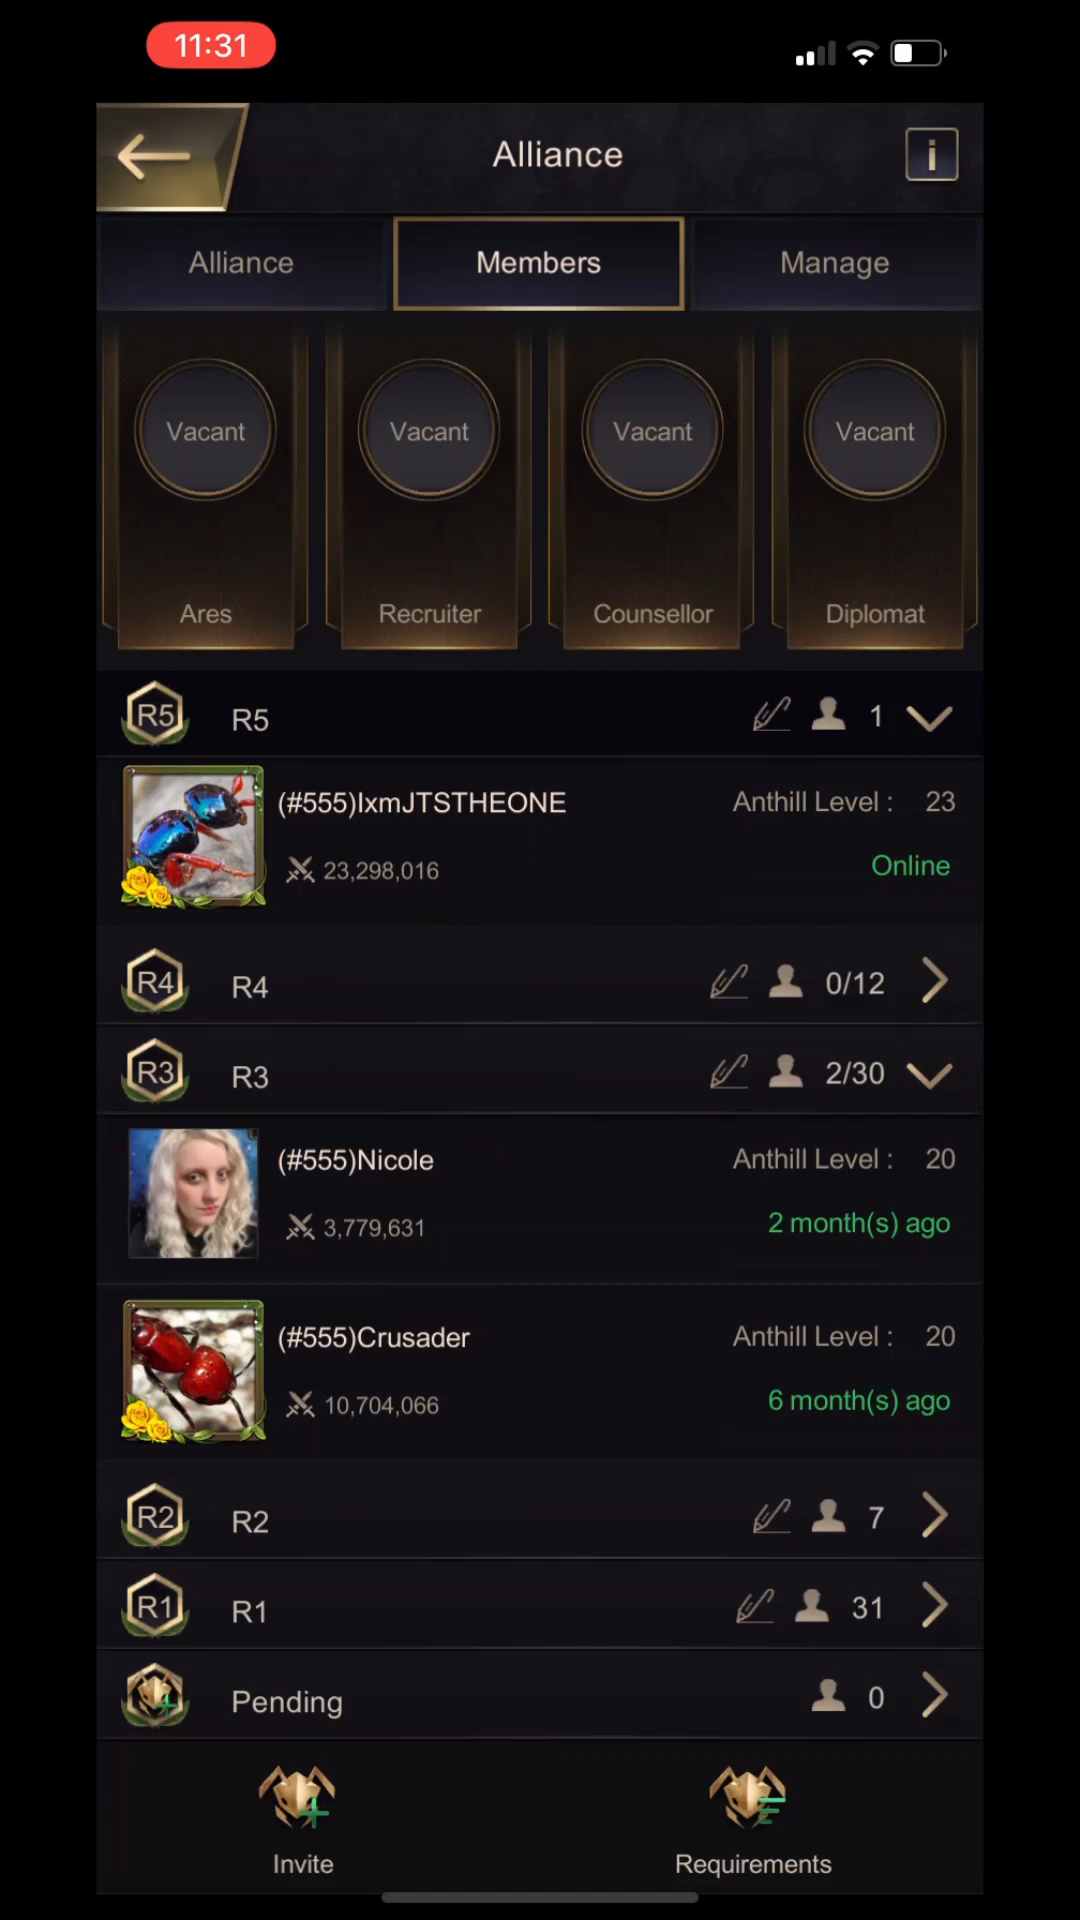 11:31
Alliance
Alliance
Members
Manage
Vacant
Vacant
Vacant
Vacant
Ares
Recruiter
Counsellor
Diplomat
R5 R5 1
(#555)IxmJTSTHEONE Anthill Level : 23
23,298,016 Online
R4 R4 0/12
R3 R3 2/30
(#555)Nicole Anthill Level : 20
3,779,631 2 month(s) ago
(#555)Crusader Anthill Level : 20
10,704,066 6 month(s) ago
R2 R2 7
R1 R1 31
Pending 0
Invite
Requirements